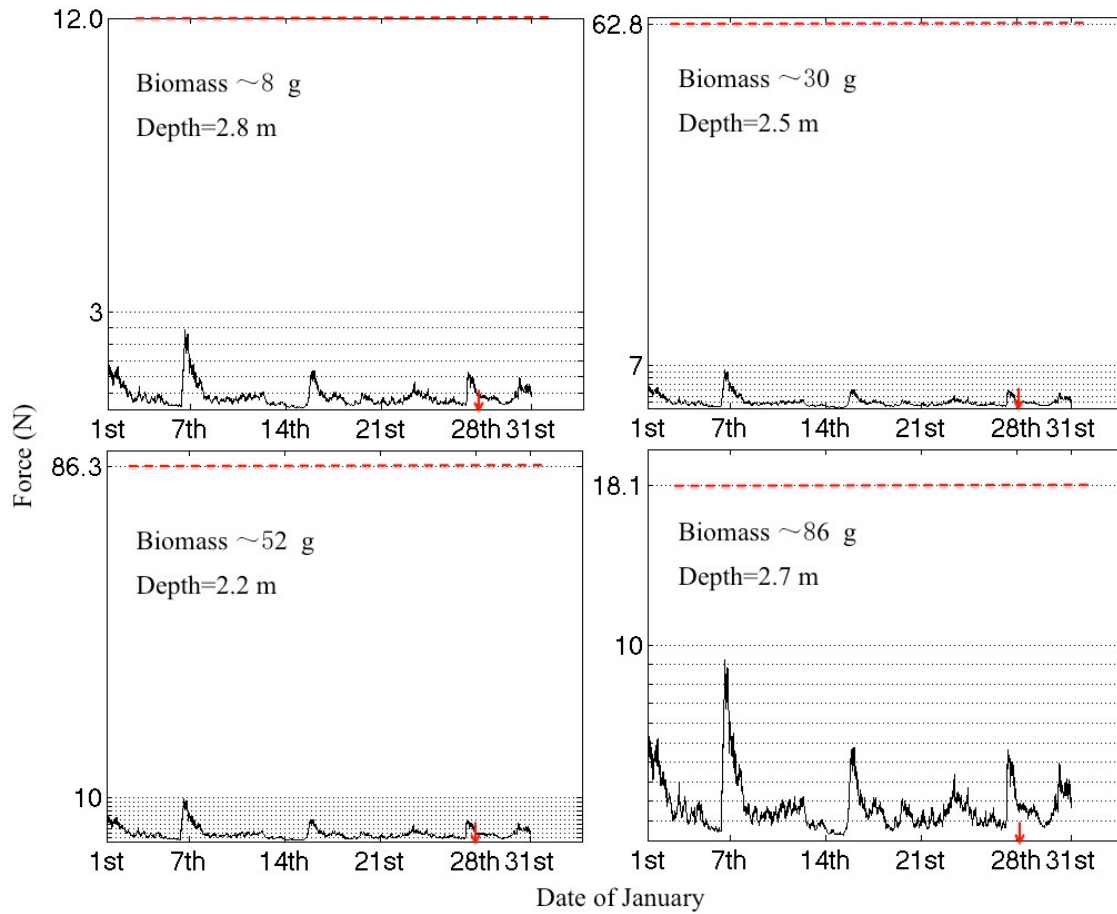 12.0
Biomass ～8 g
Depth=2.8 m
3
1st 7th 14th 21st 28th 31st
62.8
Biomass ～30 g
Depth=2.5 m
7
1st 7th 14th 21st 28th 31st
Force (N)
86.3
Biomass ～52 g
Depth=2.2 m
10
1st 7th 14th 21st 28th 31st
18.1
Biomass ～86 g
Depth=2.7 m
10
1st 7th 14th 21st 28th 31st
Date of January